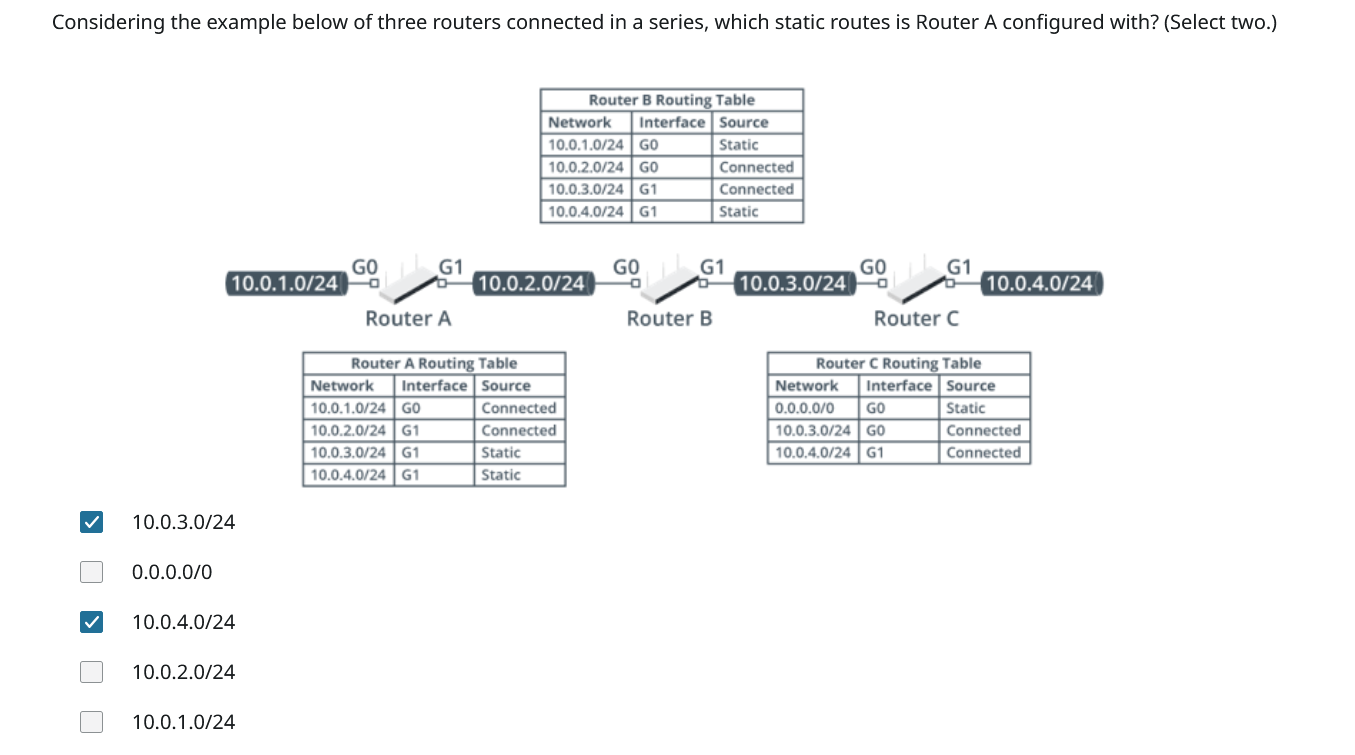 Considering the example below of three routers connected in a series, which static routes is Router A configured with? (Select two.)
Router B Routing Table
Network Interface Source
10.0.1.0/24 G0 Static
10.0.2.0/24 G0 Connected
10.0.3.0/24 G1 Connected
10.0.4.0/24 G1 Static
G0 G1 G0 G1 G0 G1
10.0.1.0/24 10.0.2.0/24 10.0.3.0/24 10.0.4.0/24
Router A Router B Router C
Router A Routing Table
Network Interface Source
10.0.1.0/24 G0 Connected
10.0.2.0/24 G1 Connected
10.0.3.0/24 G1 Static
10.0.4.0/24 G1 Static
Router C Routing Table
Network Interface Source
0.0.0.0/0 G0 Static
10.0.3.0/24 G0 Connected
10.0.4.0/24 G1 Connected
10.0.3.0/24
0.0.0.0/0
10.0.4.0/24
10.0.2.0/24
10.0.1.0/24